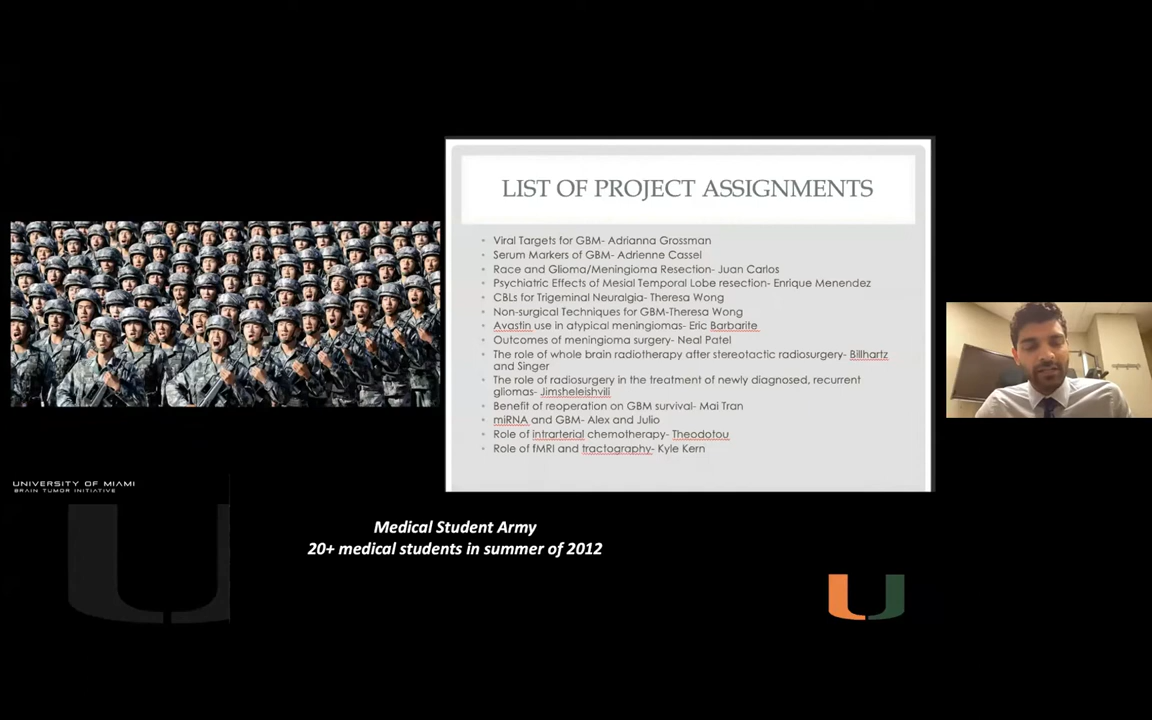 LIST OF PROJECT ASSIGNMENTS
• Viral Targets for GBM- Adrianna Grossman
• Serum Markers of GBM- Adrienne Cassel
• Race and Glioma/Meningioma Resection- Juan Carlos
• Psychiatric Effects of Mesial Temporal Lobe resection- Enrique Menendez
• CBLs for Trigeminal Neuralgia- Theresa Wong
• Non-surgical Techniques for GBM-Theresa Wong
• Avastin use in atypical meningiomas- Eric Barbarite
• Outcomes of meningioma surgery- Neal Patel
• The role of whole brain radiotherapy after stereotactic radiosurgery- Billhartz
and Singer
• The role of radiosurgery in the treatment of newly diagnosed, recurrent
gliomas- Jimsheleishvili
• Benefit of reoperation on GBM survival- Mai Tran
• miRNA and GBM- Alex and Julio
• Role of intrarterial chemotherapy- Theodotou
• Role of fMRI and tractography- Kyle Kern
UNIVERSITY OF MIAMI
BRAIN TUMOR INITIATIVE
Medical Student Army
20+ medical students in summer of 2012